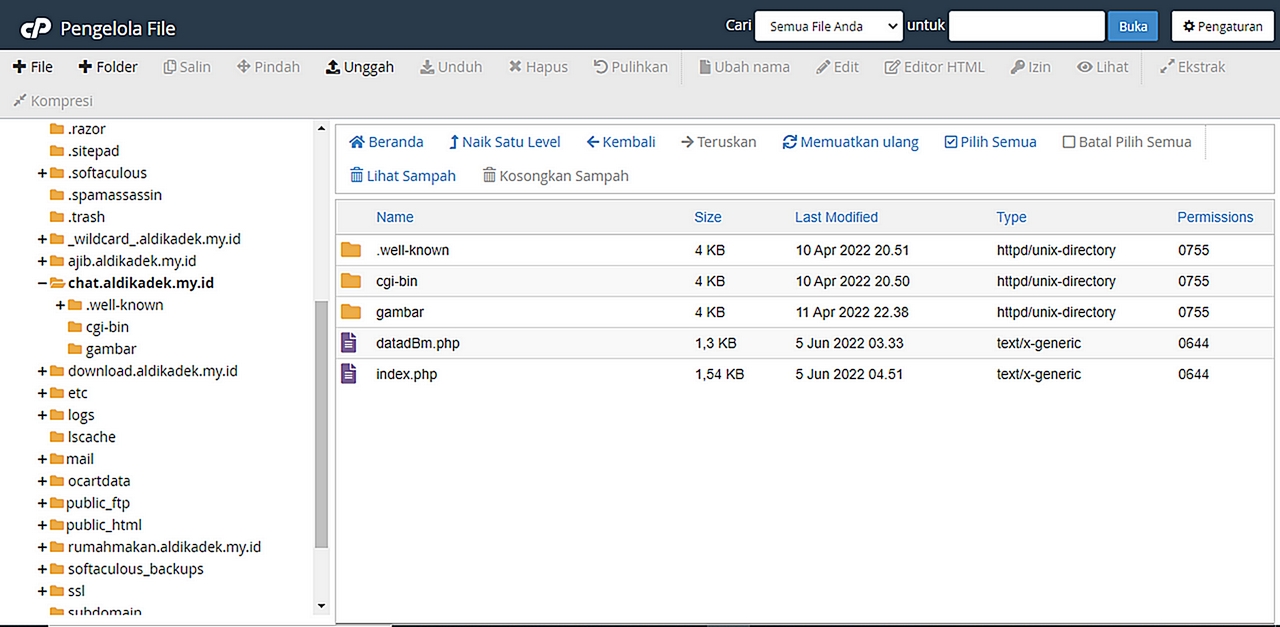 cP Pengelola File
Cari Semua File Anda untuk Buka Pengaturan
File Folder Salin Pindah Unggah Unduh Hapus Pulihkan Ubah nama Edit Editor HTML Izin Lihat Ekstrak
Kompresi
.razor
.sitepad
.softaculous
.spamassassin
.trash
_wildcard_.aldikadek.my.id
ajib.aldikadek.my.id
chat.aldikadek.my.id
.well-known
cgi-bin
gambar
download.aldikadek.my.id
etc
logs
lscache
mail
ocartdata
public_ftp
public_html
rumahmakan.aldikadek.my.id
softaculous_backups
ssl
subdomain
Beranda Naik Satu Level Kembali Teruskan Memuatkan ulang Pilih Semua Batal Pilih Semua
Lihat Sampah Kosongkan Sampah
Name Size Last Modified Type Permissions
.well-known 4 KB 10 Apr 2022 20.51 httpd/unix-directory 0755
cgi-bin 4 KB 10 Apr 2022 20.50 httpd/unix-directory 0755
gambar 4 KB 11 Apr 2022 22.38 httpd/unix-directory 0755
datadBm.php 1,3 KB 5 Jun 2022 03.33 text/x-generic 0644
index.php 1,54 KB 5 Jun 2022 04.51 text/x-generic 0644